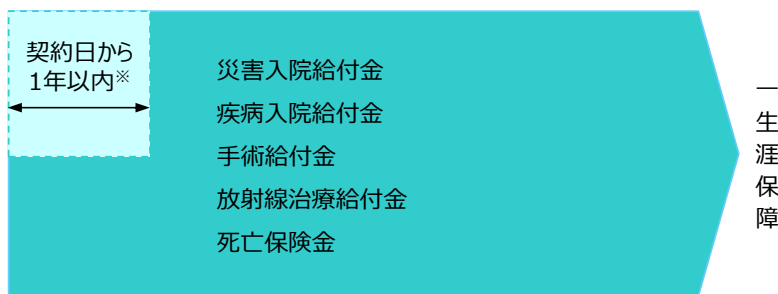 契約日から
1年以内※
災害入院給付金
疾病入院給付金
手術給付金
放射線治療給付金
死亡保険金
一生涯保障